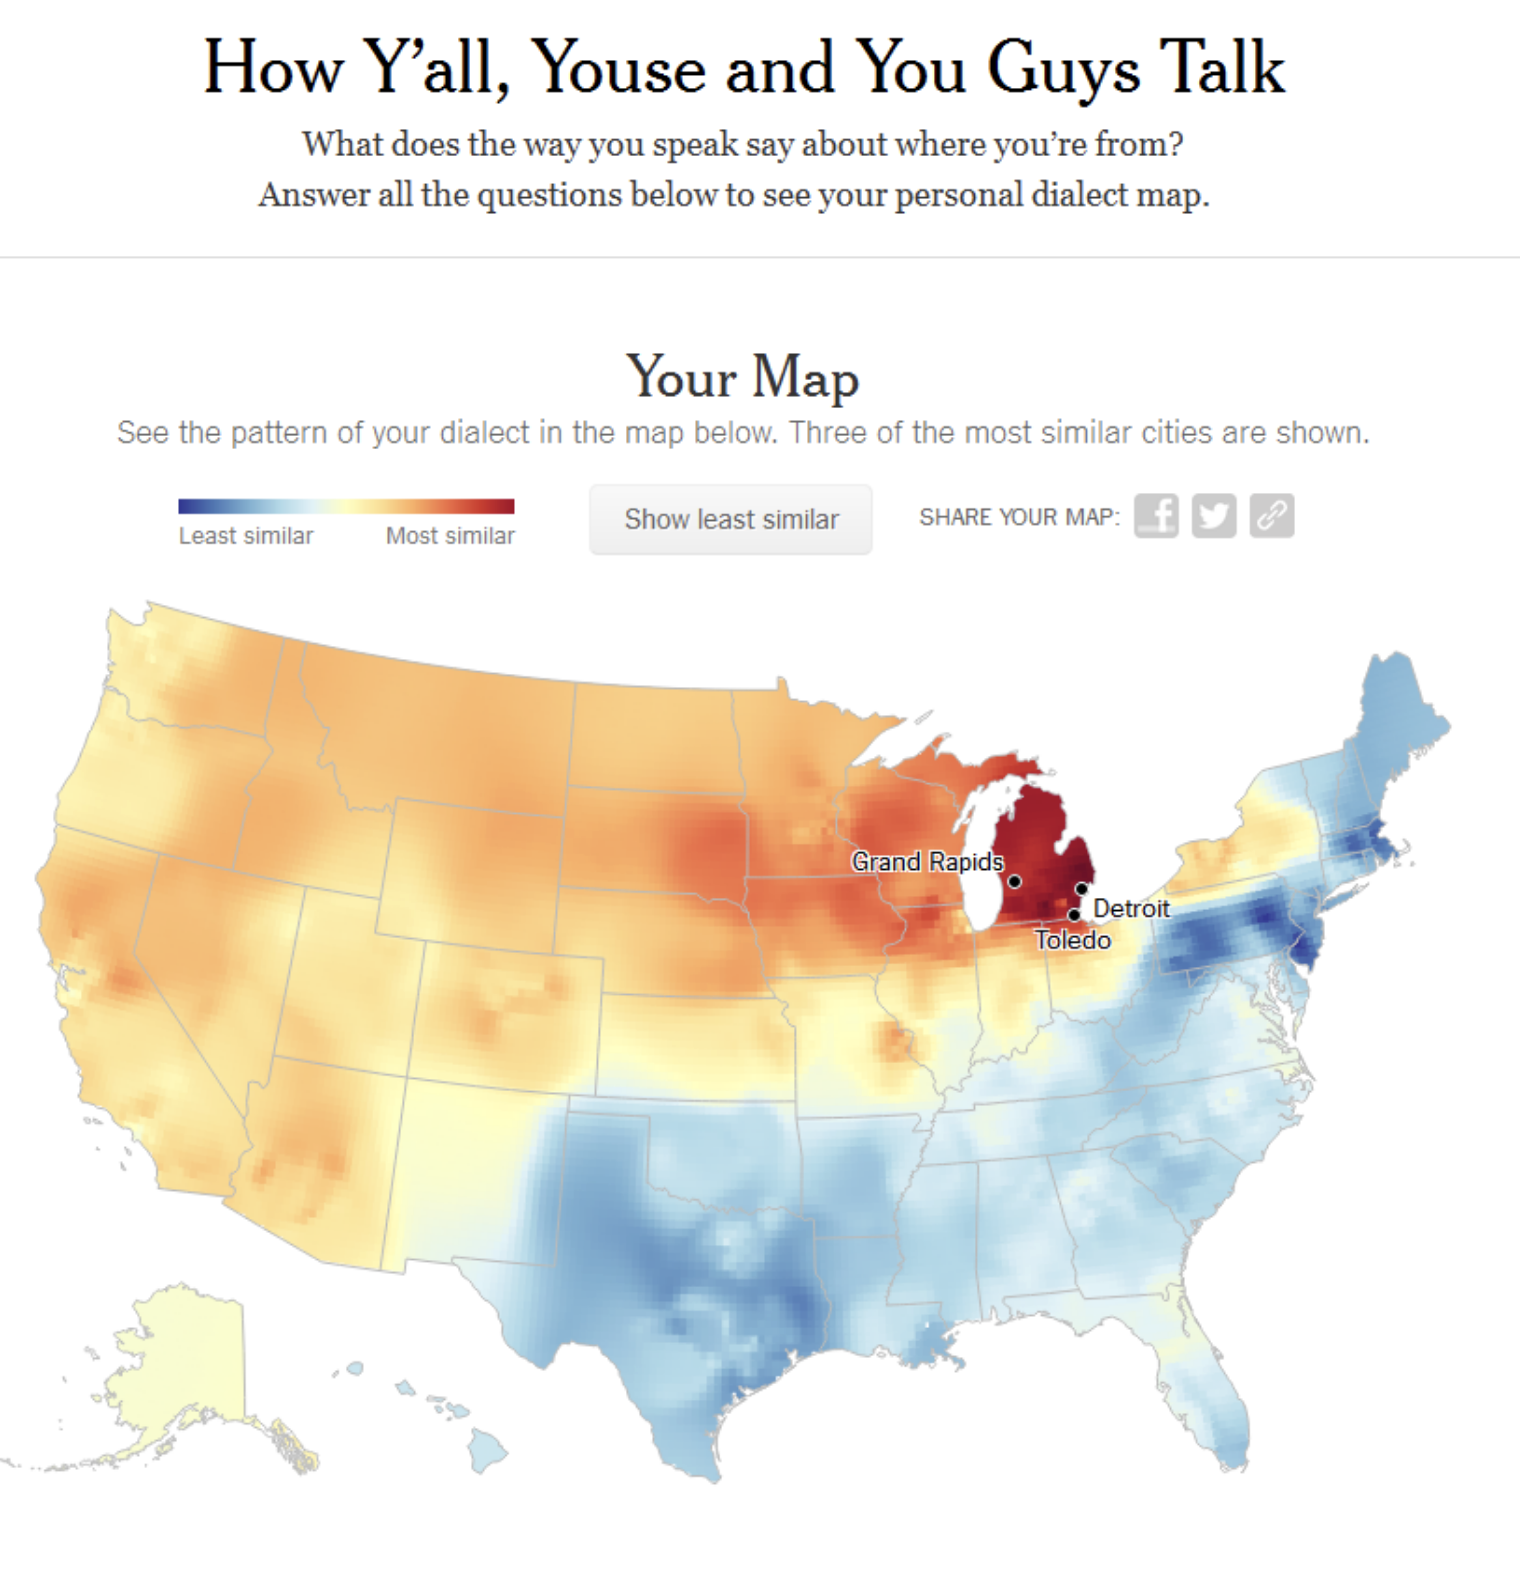 How Y’all, Youse and You Guys Talk
What does the way you speak say about where you’re from?
Answer all the questions below to see your personal dialect map.
Your Map
See the pattern of your dialect in the map below. Three of the most similar cities are shown.
Least similar Most similar
Show least similar
SHARE YOUR MAP:
Grand Rapids
Detroit
Toledo